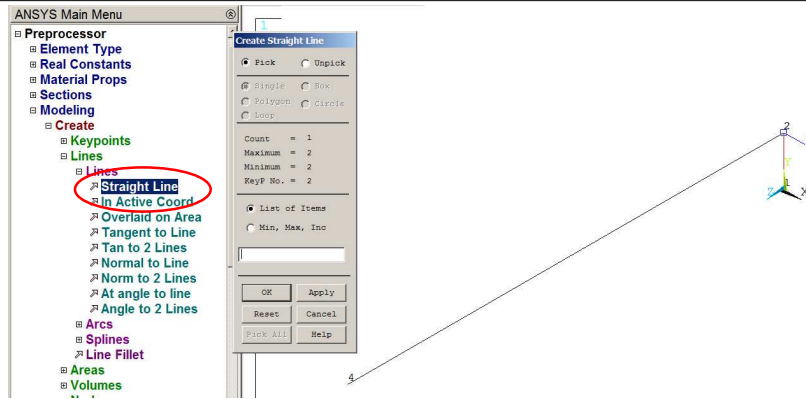 ANSYS Main Menu
Preprocessor
Element Type
Real Constants
Material Props
Sections
Modeling
Create
Keypoints
Lines
Lines
Straight Line
In Active Coord
Overlaid on Area
Tangent to Line
Tan to 2 Lines
Normal to Line
Norm to 2 Lines
At angle to line
Angle to 2 Lines
Arcs
Splines
Line Fillet
Areas
Volumes
1
Create Straight Line
Pick Unpick
Single Box
Polygon Circle
Loop
Count = 1
Maximum = 2
Minimum = 2
KeyP No. = 2
List of Items
Min, Max, Inc
OK Apply
Reset Cancel
Pick All Help
2
Y
1
Z X
4